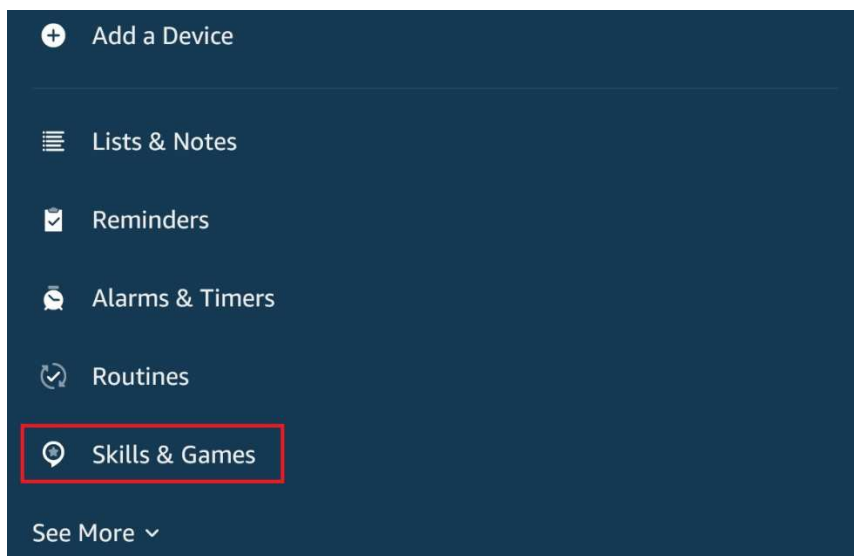 Add a Device
Lists & Notes
Reminders
Alarms & Timers
Routines
Skills & Games
See More